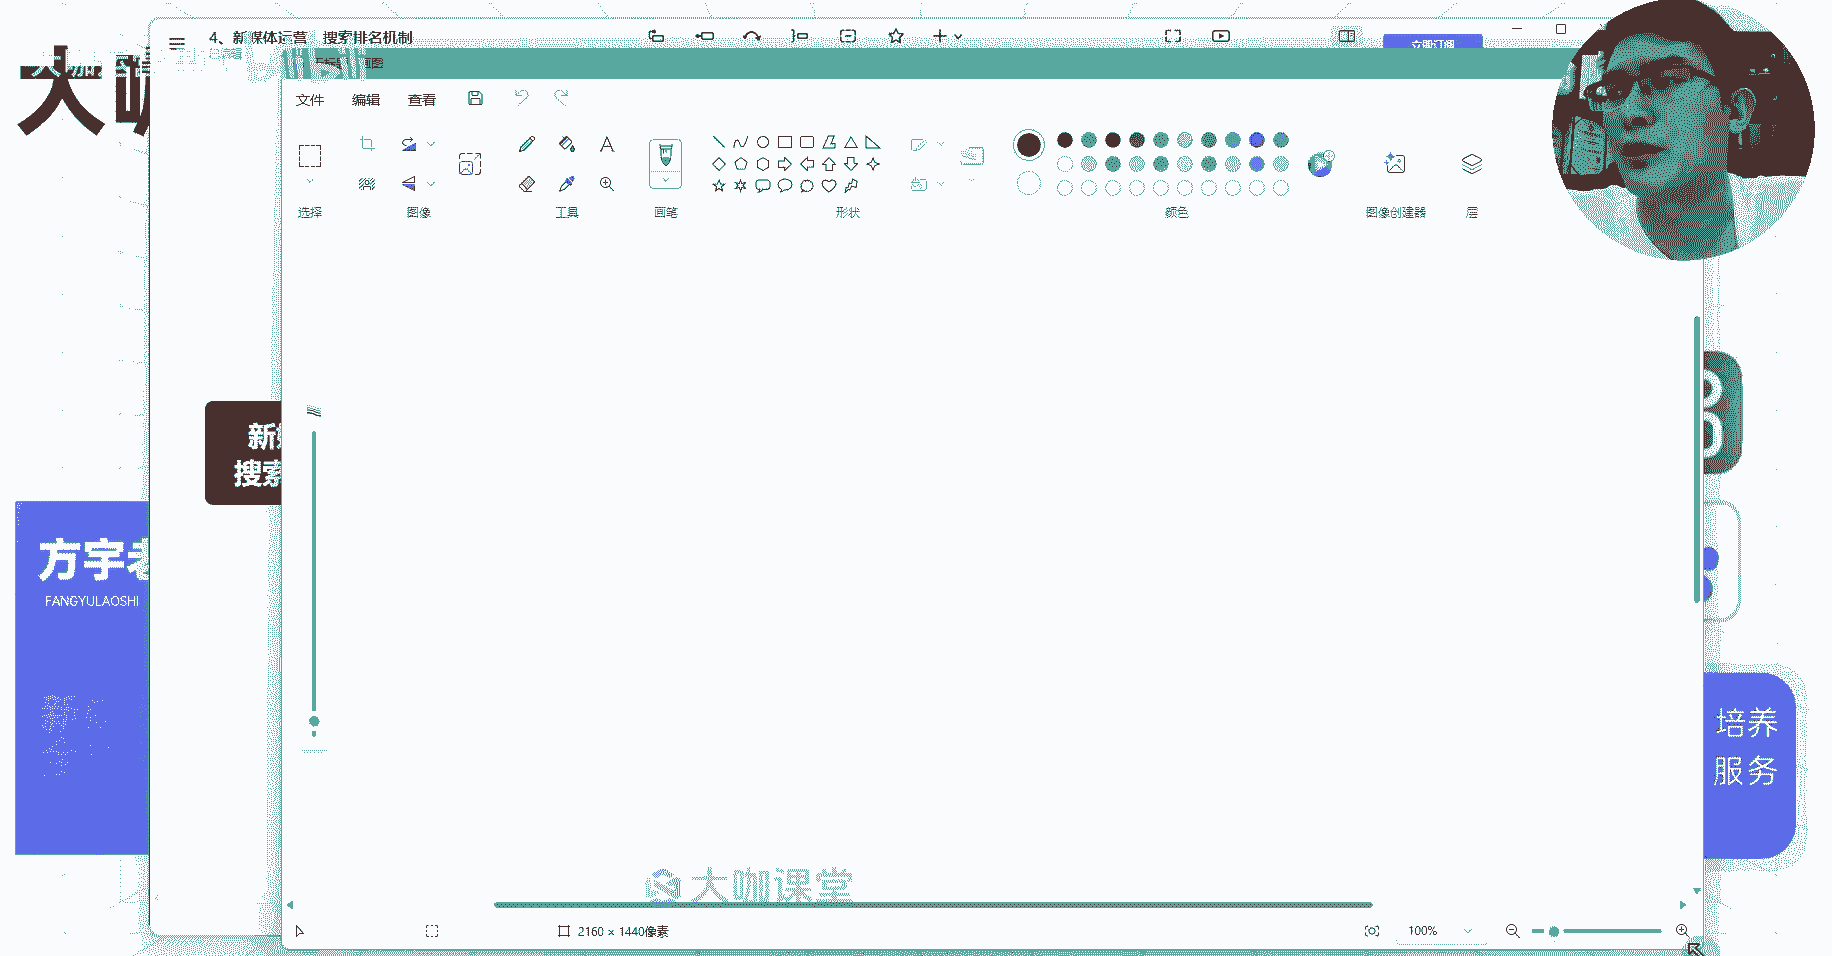 大咖
4、新媒体运营 搜索排名机制
立即订阅
画图
文件 编辑 查看
选择 图像 工具 画笔 形状 颜色 图像创建器 层
新
搜索
方宇老
FANGYULAOSHI
培养
服务
大咖课堂
2160 × 1440像素
100%